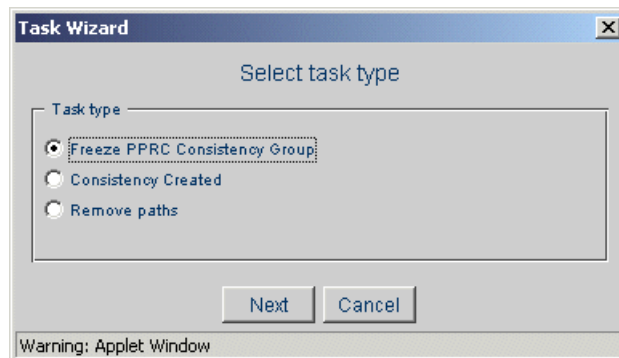 Task Wizard
Select task type
Task type
Freeze PPRC Consistency Group
Consistency Created
Remove paths
Next Cancel
Warning: Applet Window